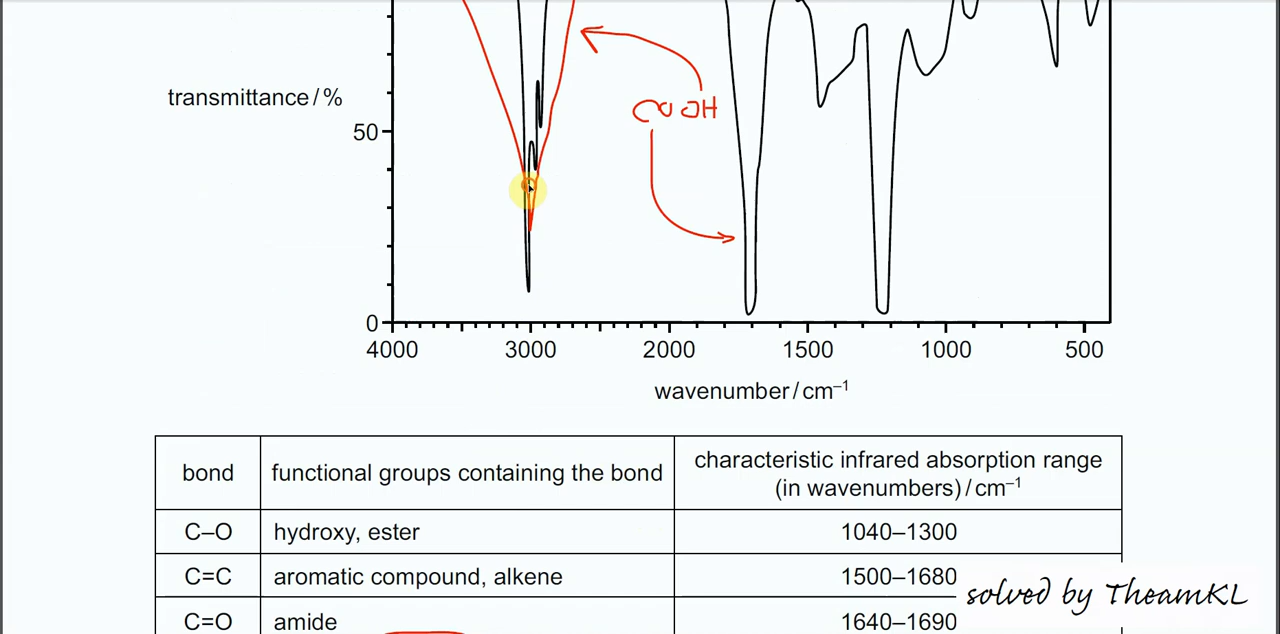 transmittance / %
COOH
50
0
4000 3000 2000 1500 1000 500
wavenumber / cm⁻¹
bond functional groups containing the bond characteristic infrared absorption range (in wavenumbers) / cm⁻¹
C–O hydroxy, ester 1040–1300
C=C aromatic compound, alkene 1500–1680
solved by TheamKL
C=O amide 1640–1690